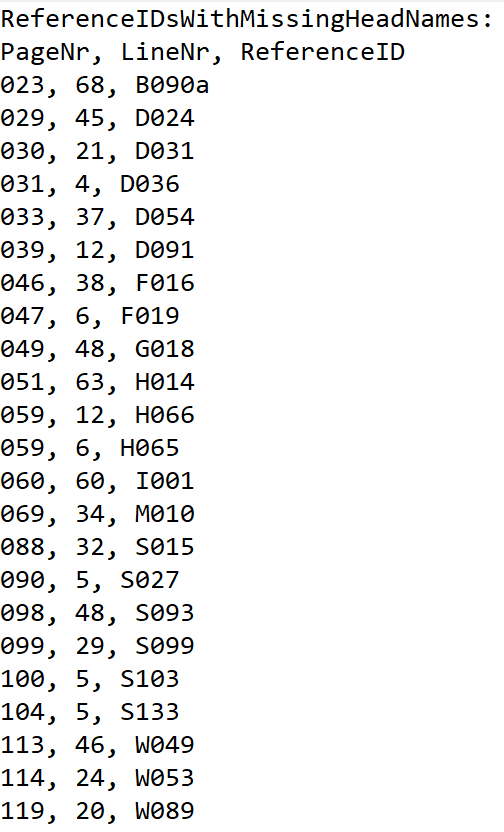 ReferenceIDsWithMissingHeadNames:
PageNr, LineNr, ReferenceID
023, 68, B090a
029, 45, D024
030, 21, D031
031, 4, D036
033, 37, D054
039, 12, D091
046, 38, F016
047, 6, F019
049, 48, G018
051, 63, H014
059, 12, H066
059, 6, H065
060, 60, I001
069, 34, M010
088, 32, S015
090, 5, S027
098, 48, S093
099, 29, S099
100, 5, S103
104, 5, S133
113, 46, W049
114, 24, W053
119, 20, W089